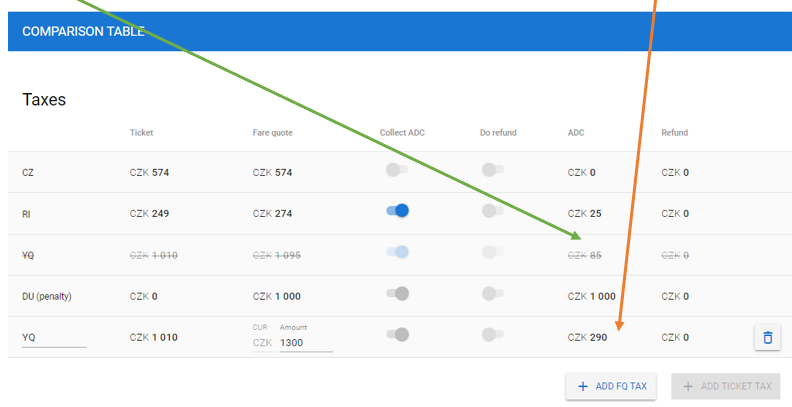 COMPARISON TABLE
Taxes
Ticket Fare quote Collect ADC Do refund ADC Refund
CZ CZK 574 CZK 574 CZK 0 CZK 0
RI CZK 249 CZK 274 CZK 25 CZK 0
YQ CZK 1 010 CZK 1 095 CZK 85 CZK 0
DU (penalty) CZK 0 CZK 1 000 CZK 1 000 CZK 0
CUR Amount
YQ CZK 1 010 CZK 1300 CZK 290 CZK 0
+ ADD FQ TAX + ADD TICKET TAX